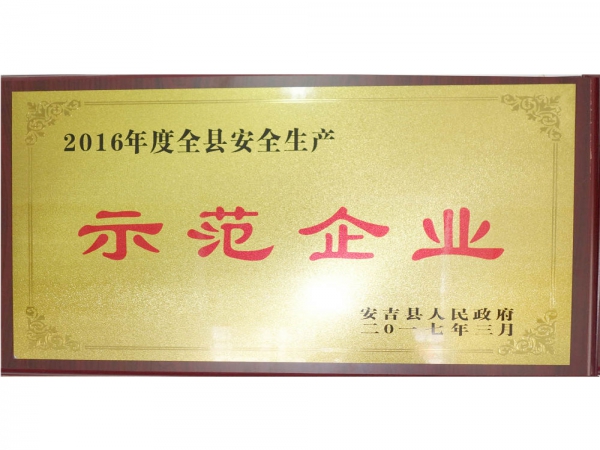 2016年度全县安全生产
示范企业
安吉县人民政府
二〇一七年三月